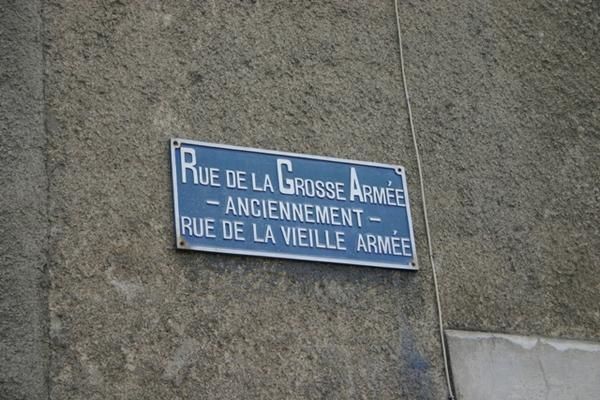 RUE DE LA GROSSE ARMÉE
- ANCIENNEMENT -
RUE DE LA VIEILLE ARMÉE